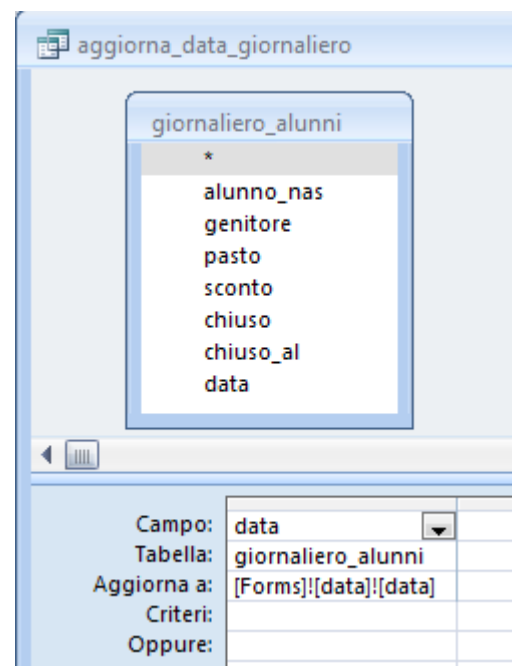 aggiorna_data_giornaliero
giornaliero_alunni
*
alunno_nas
genitore
pasto
sconto
chiuso
chiuso_al
data
Campo: data
Tabella: giornaliero_alunni
Aggiorna a: [Forms]![data]![data]
Criteri:
Oppure: